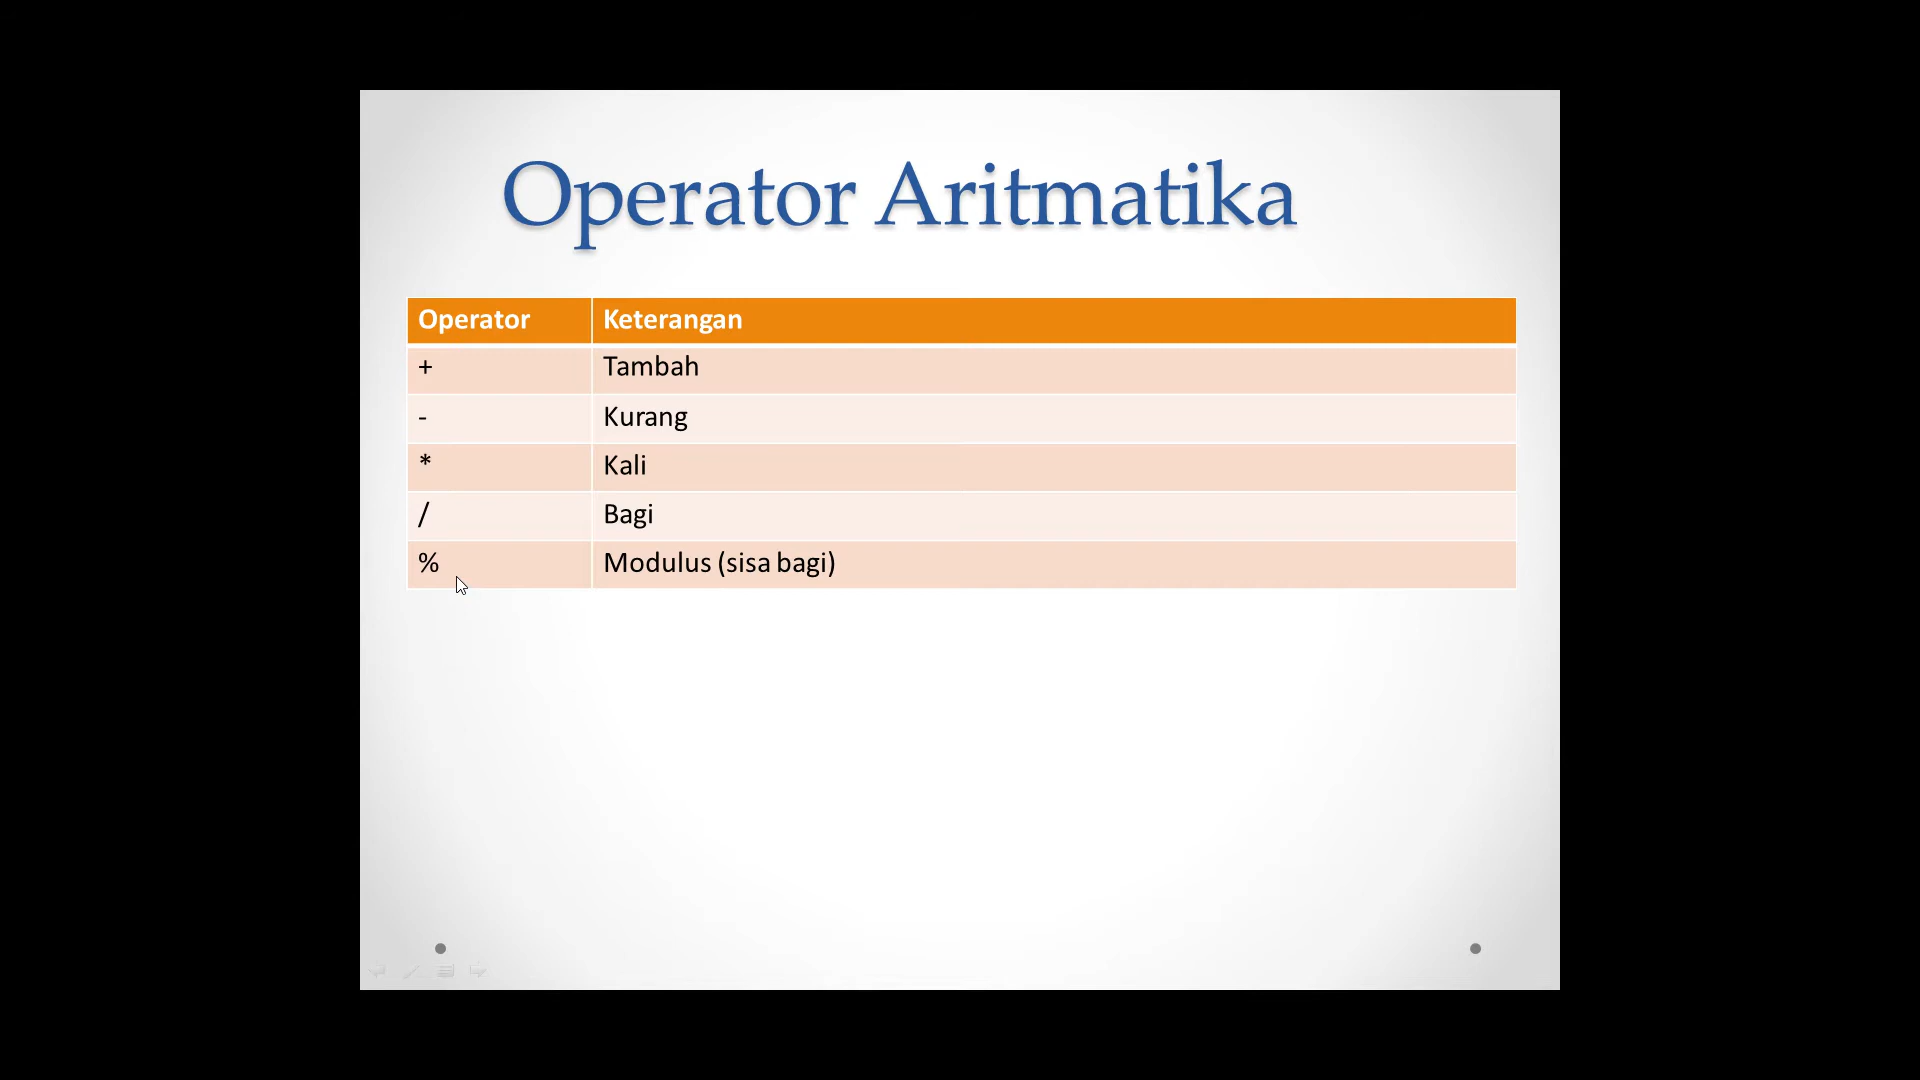 Operator Aritmatika
Operator Keterangan
+ Tambah
- Kurang
* Kali
/ Bagi
% Modulus (sisa bagi)